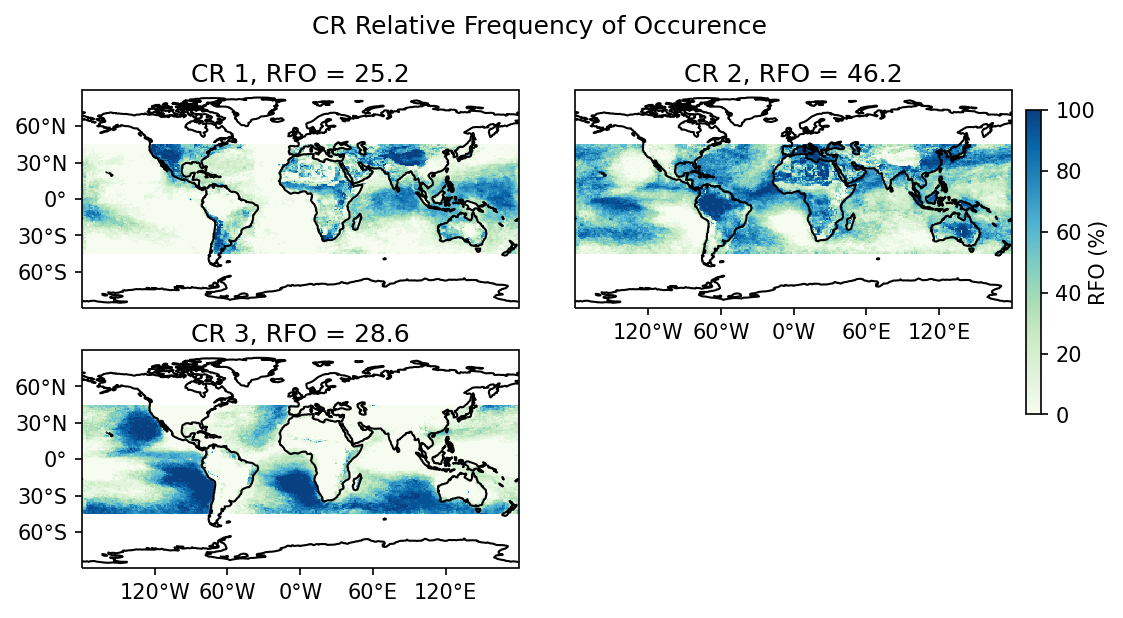 CR Relative Frequency of Occurence
CR 1, RFO = 25.2
60°N
30°N
0°
30°S
60°S
CR 2, RFO = 46.2
120°W 60°W 0°W 60°E 120°E
100
80
60
40
20
0
RFO (%)
CR 3, RFO = 28.6
60°N
30°N
0°
30°S
60°S
120°W 60°W 0°W 60°E 120°E